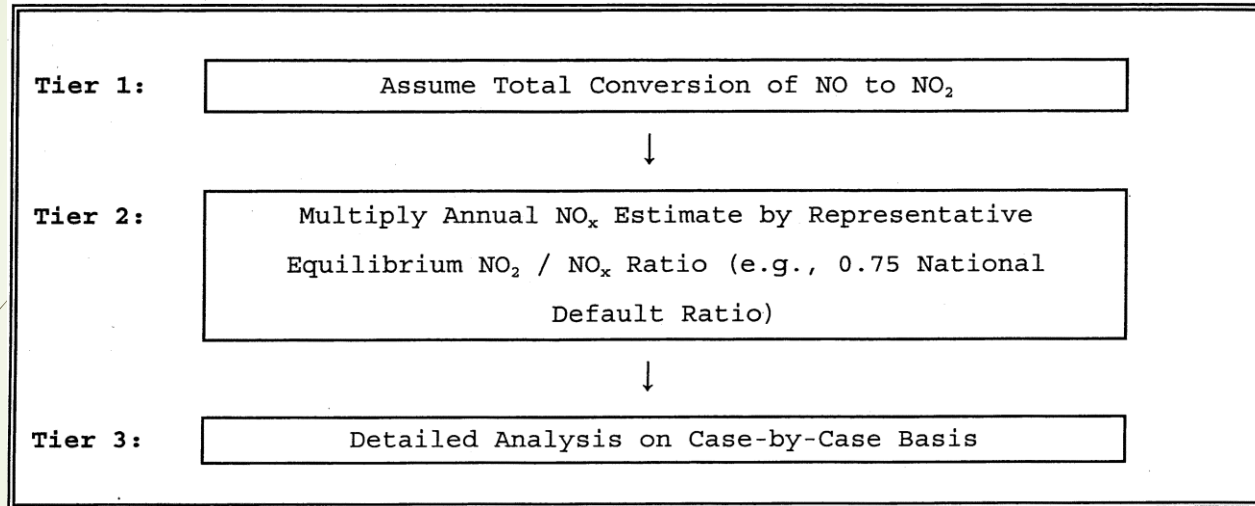 Tier 1: Assume Total Conversion of NO to NO₂
↓
Tier 2: Multiply Annual NOₓ Estimate by Representative
Equilibrium NO₂ / NOₓ Ratio (e.g., 0.75 National
Default Ratio)
↓
Tier 3: Detailed Analysis on Case-by-Case Basis